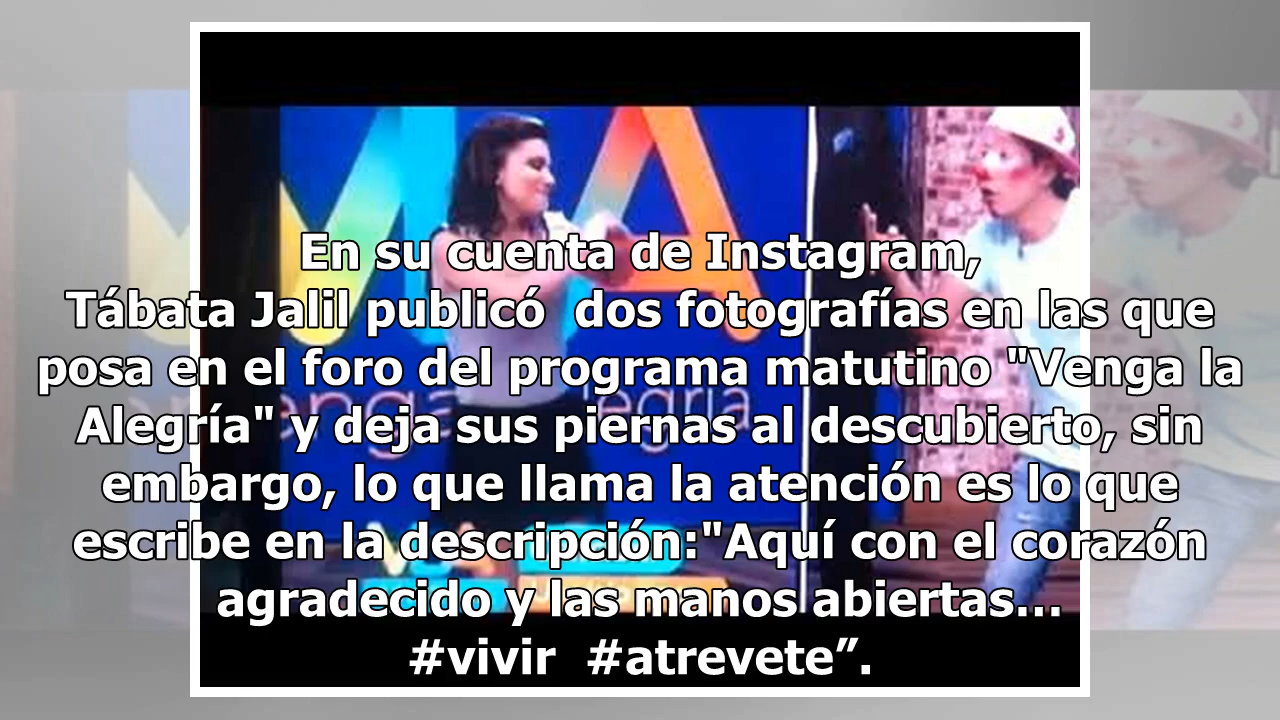 En su cuenta de Instagram,
Tábata Jalil publicó  dos fotografías en las que
posa en el foro del programa matutino "Venga la
Alegría" y deja sus piernas al descubierto, sin
embargo, lo que llama la atención es lo que
escribe en la descripción:"Aquí con el corazón
agradecido y las manos abiertas...
#vivir  #atrevete”.